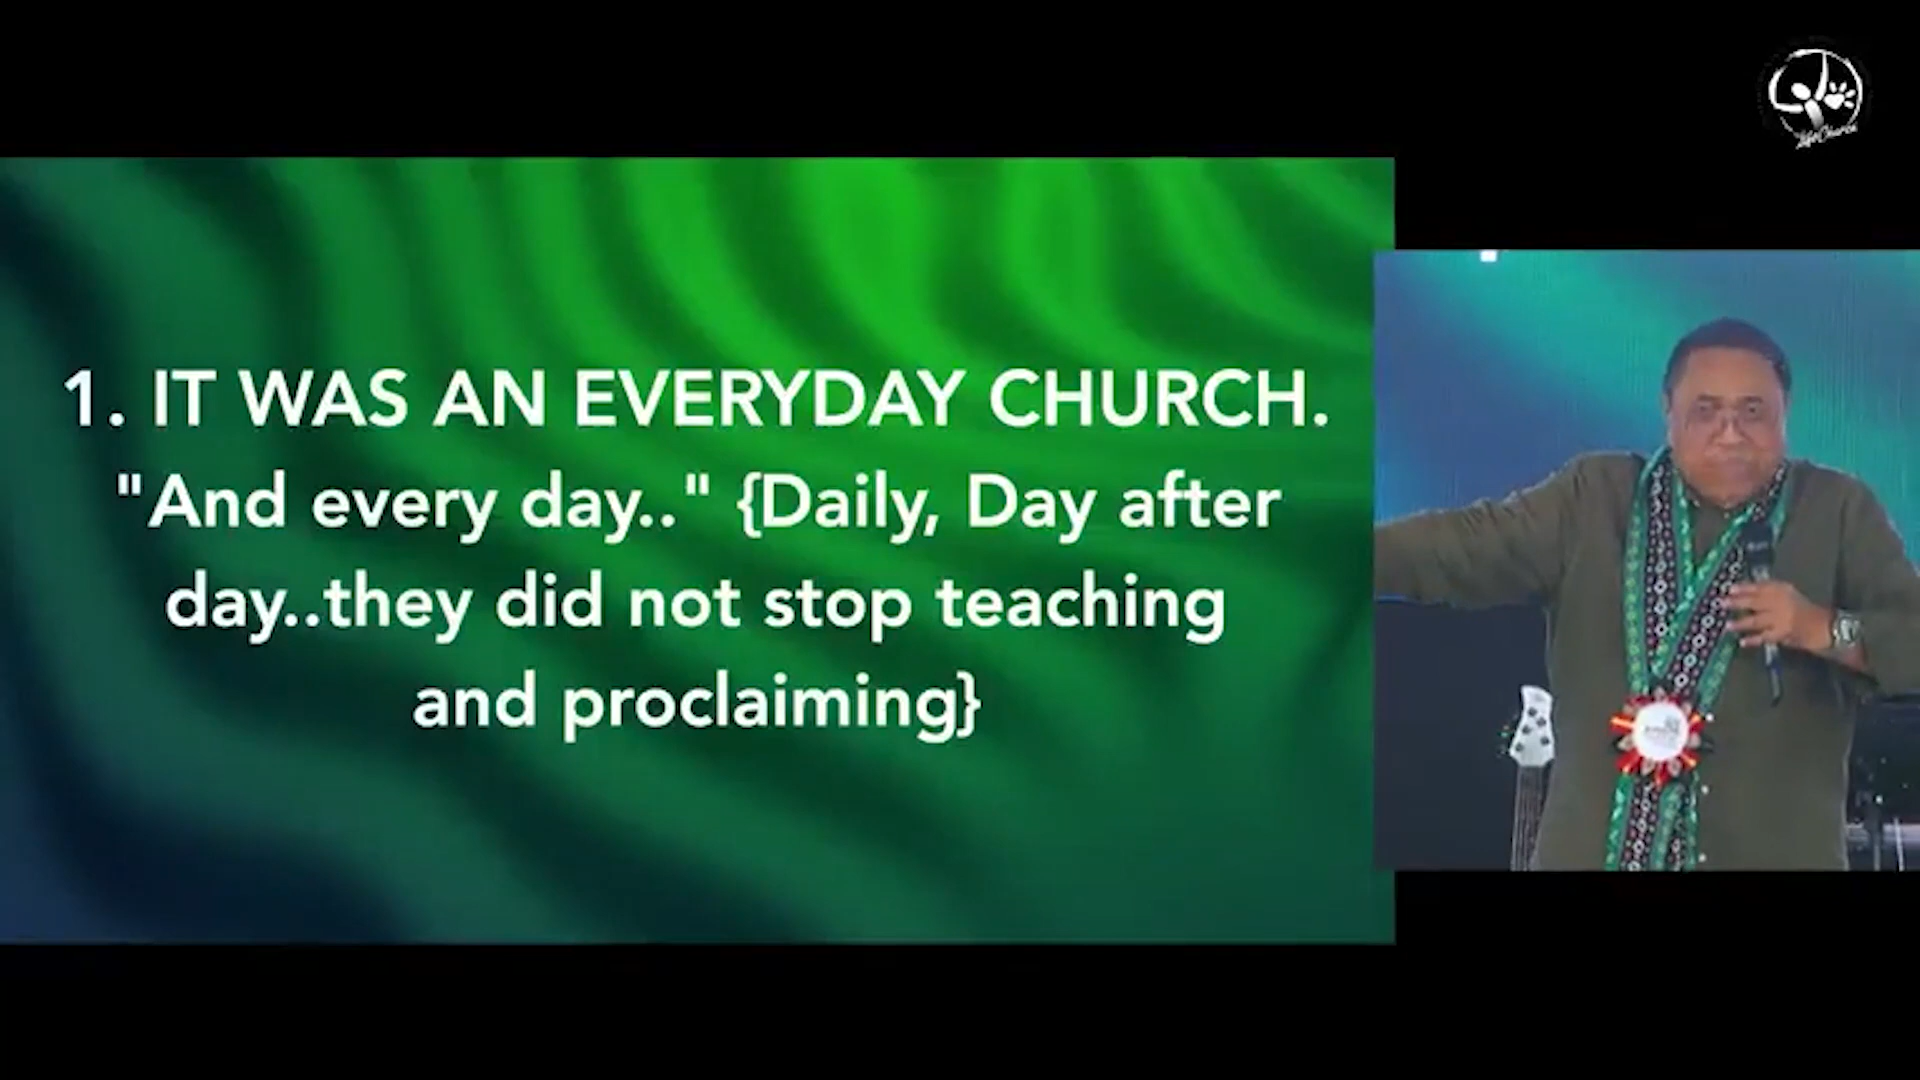 1. IT WAS AN EVERYDAY CHURCH.
"And every day.." {Daily, Day after
day..they did not stop teaching
and proclaiming}